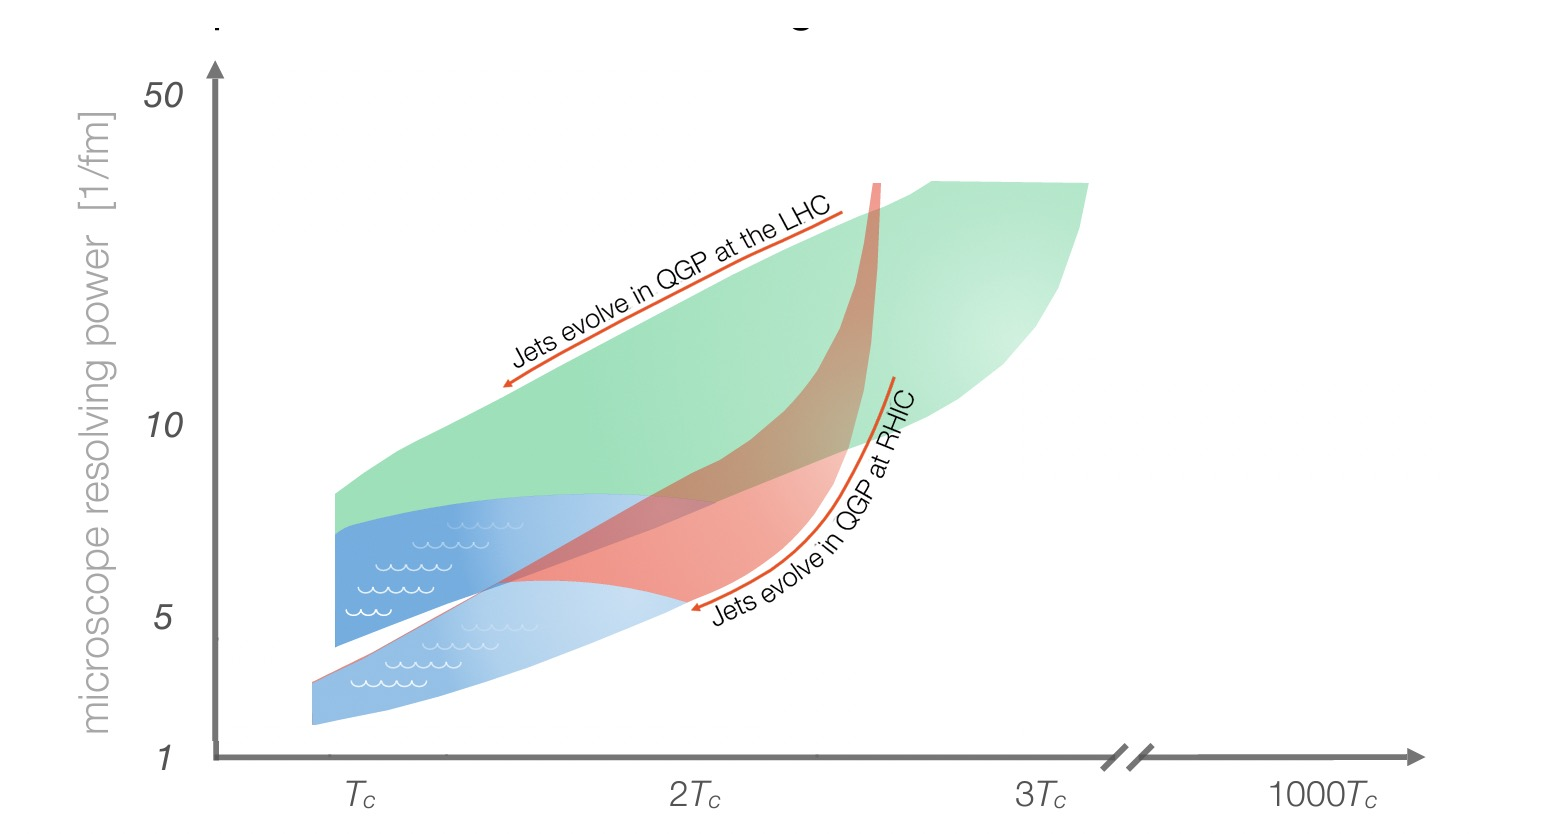 50
10
5
1
microscope resolving power [1/fm]
Jets evolve in QGP at the LHC
Jets evolve in QGP at RHIC
Tc
2Tc
3Tc
1000Tc